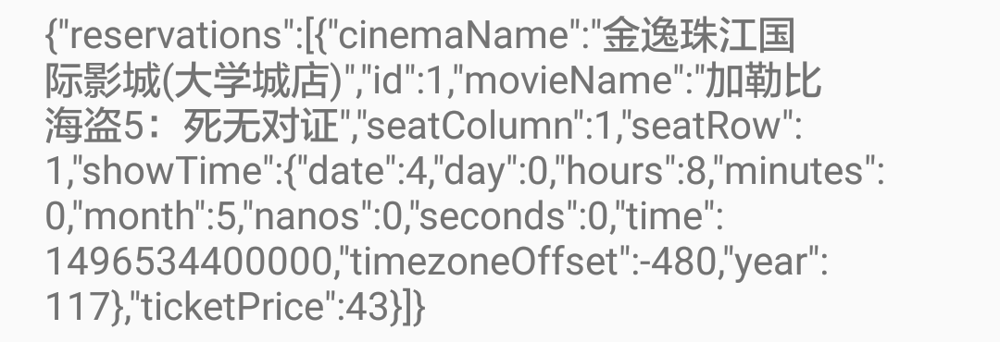 {"reservations":[{"cinemaName":"金逸珠江国
际影城(大学城店)","id":1,"movieName":"加勒比
海盗5：死无对证","seatColumn":1,"seatRow":
1,"showTime":{"date":4,"day":0,"hours":8,"minutes":
0,"month":5,"nanos":0,"seconds":0,"time":
1496534400000,"timezoneOffset":-480,"year":
117},"ticketPrice":43}]}